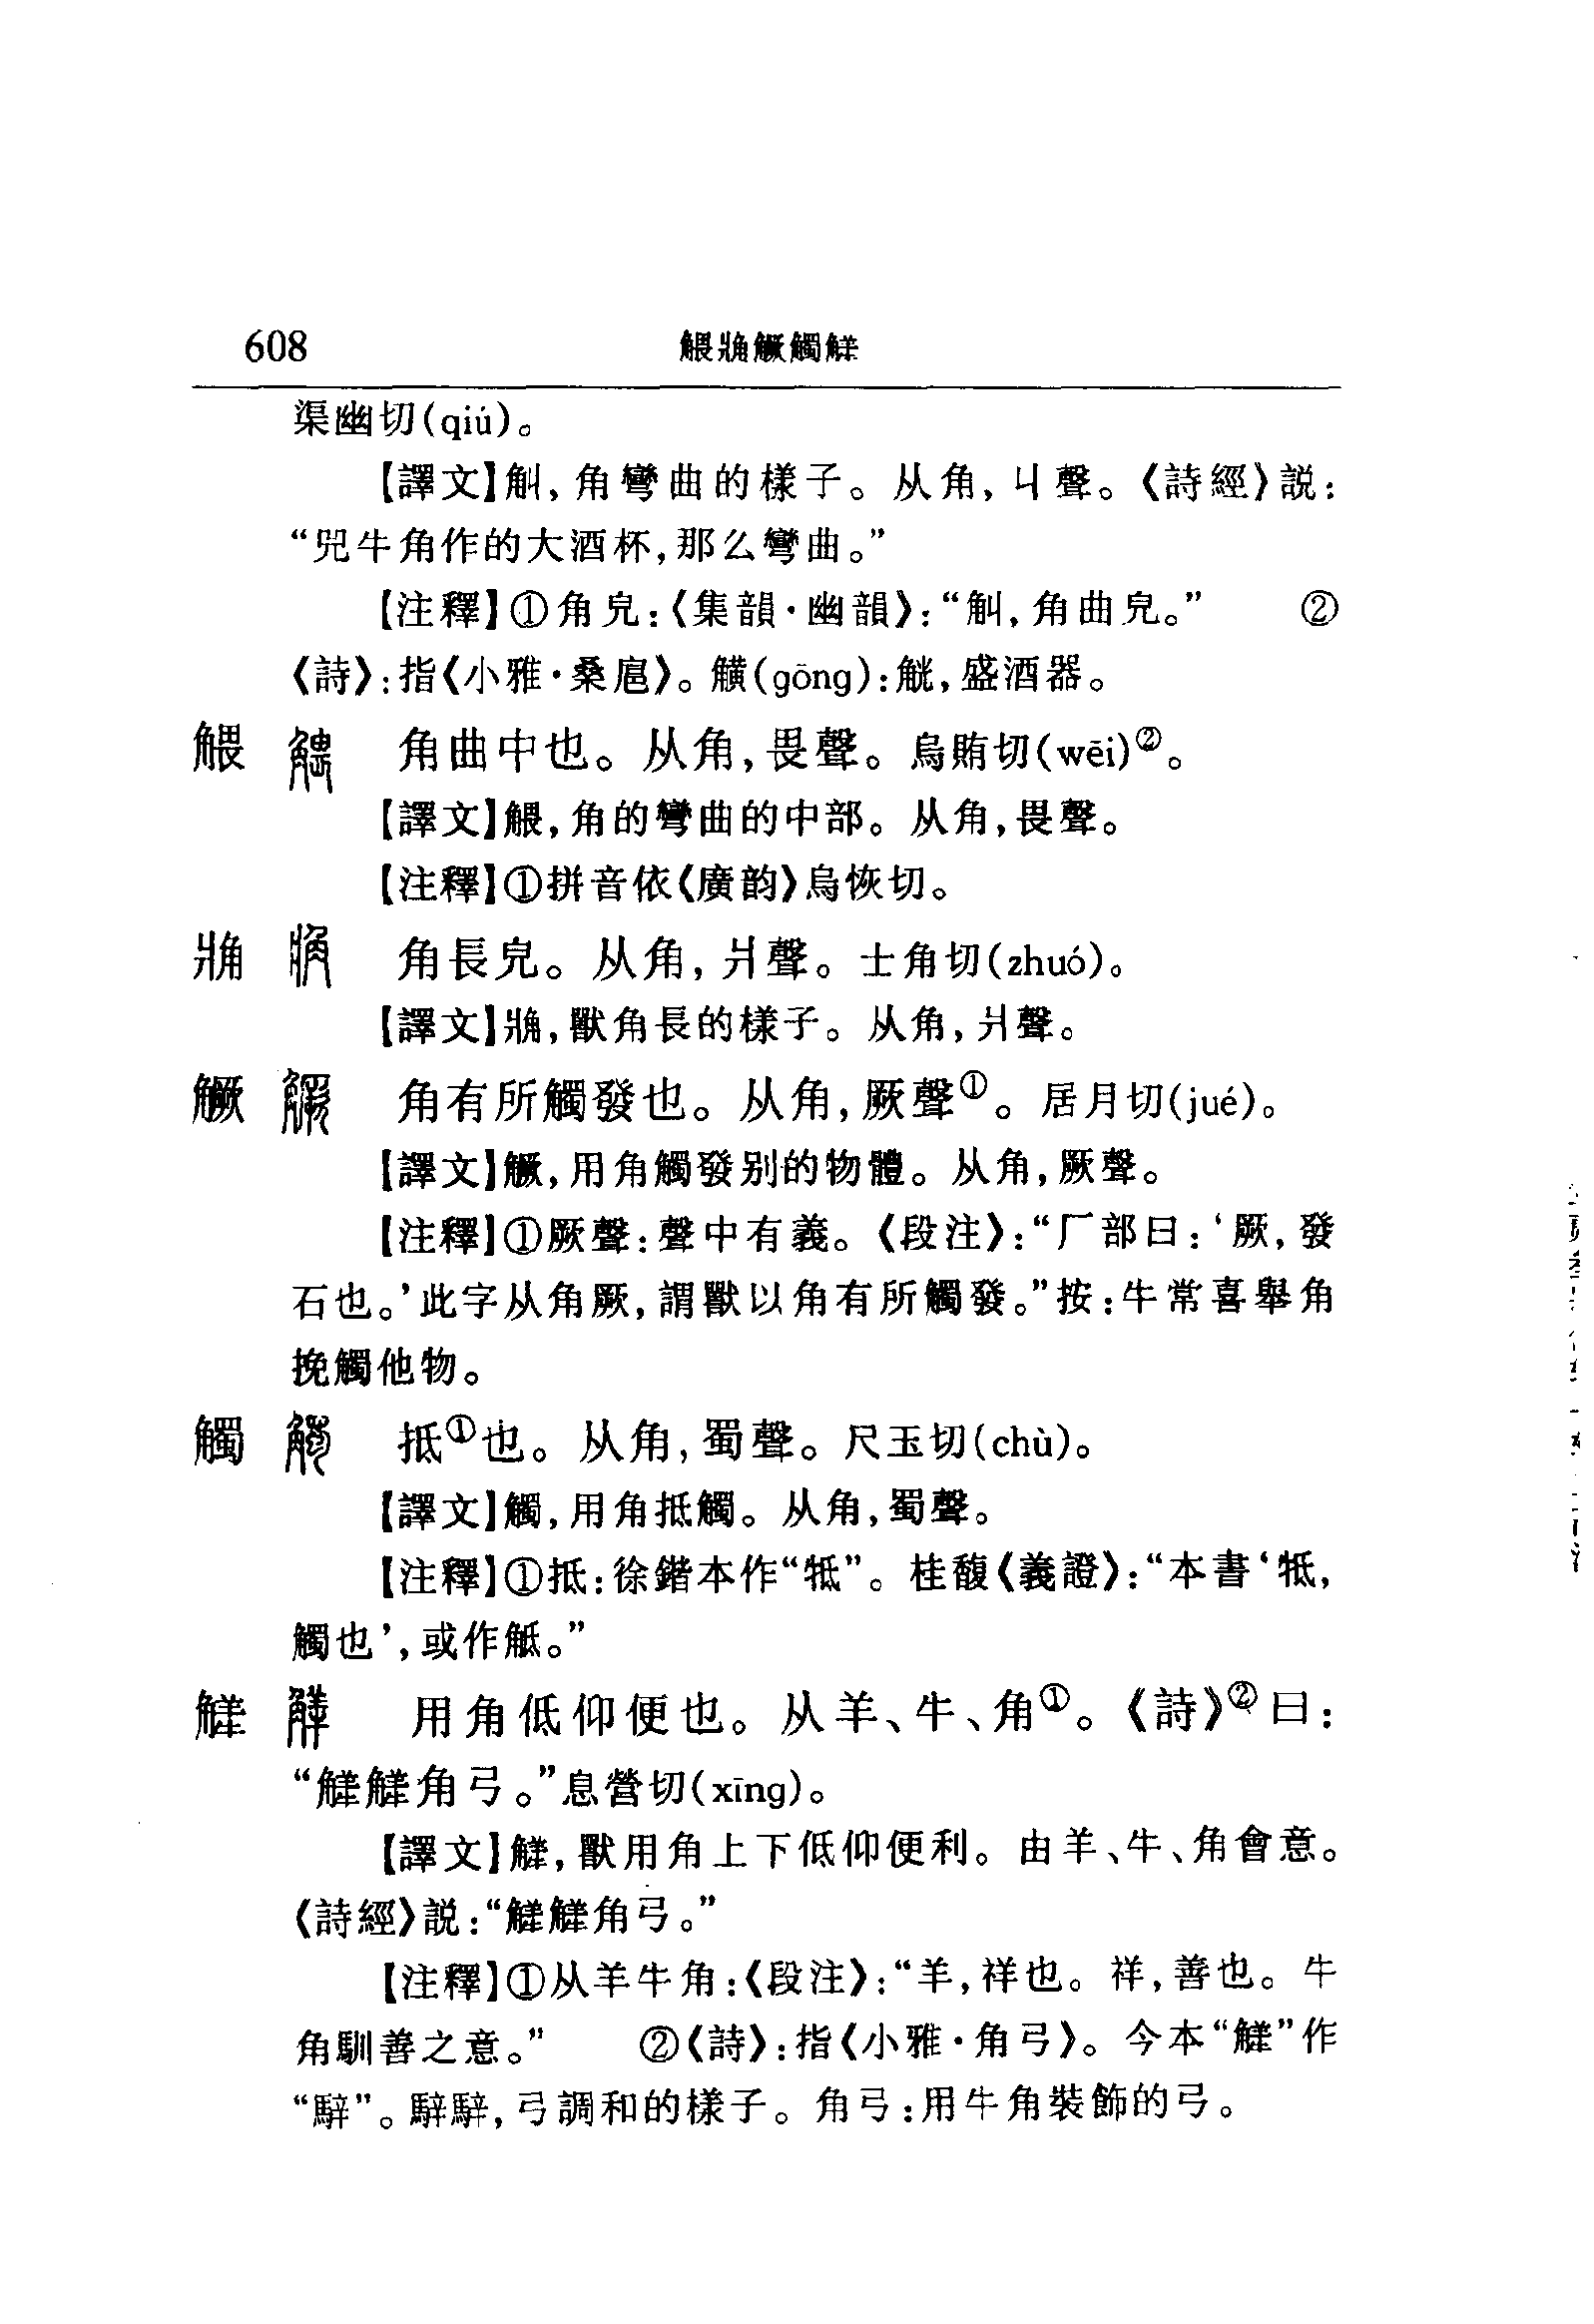 608 䚈䚌觼觸觲
渠幽切(qiú)。
【譯文】觓,角彎曲的樣子。从角,丩聲。《詩經》説:
“兕牛角作的大酒杯,那么彎曲。”
【注釋】①角皃:《集韻·幽韻》:“觓,角曲皃。” ②
《詩》:指《小雅·桑扈》。觵(gōng):觥,盛酒器。
䚈 角曲中也。从角,畏聲。烏賄切(wēi)②。
【譯文】䚈,角的彎曲的中部。从角,畏聲。
【注釋】①拼音依《廣韵》烏恢切。
角長皃。从角,爿聲。士角切(zhuó)。
【譯文】,獸角長的樣子。从角,爿聲。
角有所觸發也。从角,厥聲①。居月切(jué)。
【譯文】,用角觸發别的物體。从角,厥聲。
【注釋】①厥聲:聲中有義。《段注》:“厂部曰:‘厥,發
石也。’此字从角厥,謂獸以角有所觸發。”按:牛常喜舉角
挽觸他物。
觸 抵①也。从角,蜀聲。尺玉切(chù)。
【譯文】觸,用角抵觸。从角,蜀聲。
【注釋】①抵:徐鍇本作“牴”。桂馥《義證》:“本書‘牴,
觸也’,或作觝。”
觲 用角低仰便也。从羊、牛、角①。《詩》②曰:
“觲觲角弓。”息營切(xīng)。
【譯文】觲,獸用角上下低仰便利。由羊、牛、角會意。
《詩經》説:“觲觲角弓。”
【注釋】①从羊牛角:《段注》:“羊,祥也。祥,善也。牛
角馴善之意。” ②《詩》:指《小雅·角弓》。今本“觲”作
“騂”。騂騂,弓調和的樣子。角弓:用牛角裝飾的弓。